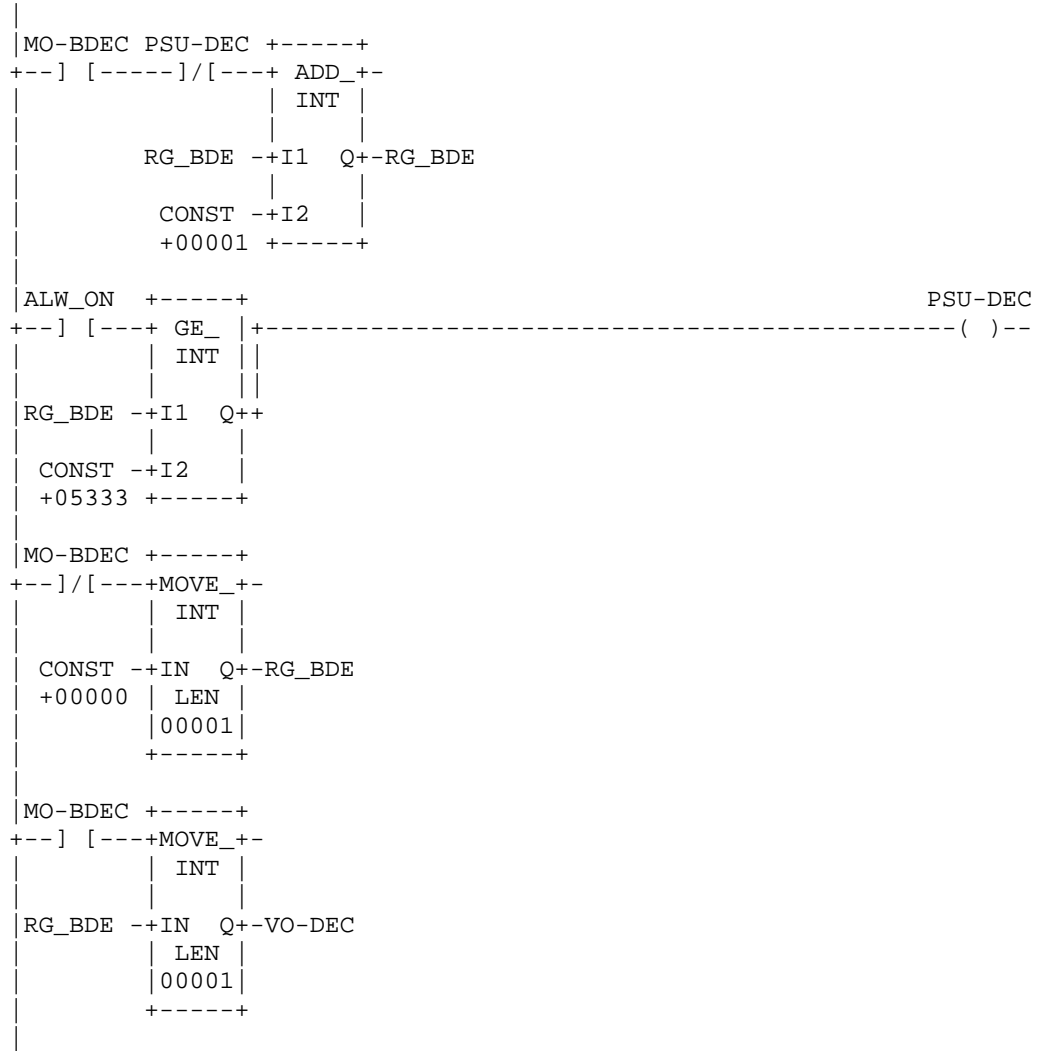 |
|MO-BDEC PSU-DEC +-----+
+--] [-----]/[---+ ADD_+-
|                | INT |
|                |     |
|        RG_BDE -+I1  Q+-RG_BDE
|                |     |
|         CONST -+I2   |
|         +00001 +-----+
|
|ALW_ON  +-----+                                        PSU-DEC
+--] [---+ GE_ |+-----------------------------------------------( )--
|        | INT ||
|        |     ||
|RG_BDE -+I1  Q++
|        |     |
| CONST -+I2   |
| +05333 +-----+
|
|MO-BDEC +-----+
+--]/[---+MOVE_+-
|        | INT |
|        |     |
| CONST -+IN  Q+-RG_BDE
| +00000 | LEN |
|        |00001|
|        +-----+
|
|MO-BDEC +-----+
+--] [---+MOVE_+-
|        | INT |
|        |     |
|RG_BDE -+IN  Q+-VO-DEC
|        | LEN |
|        |00001|
|        +-----+
|